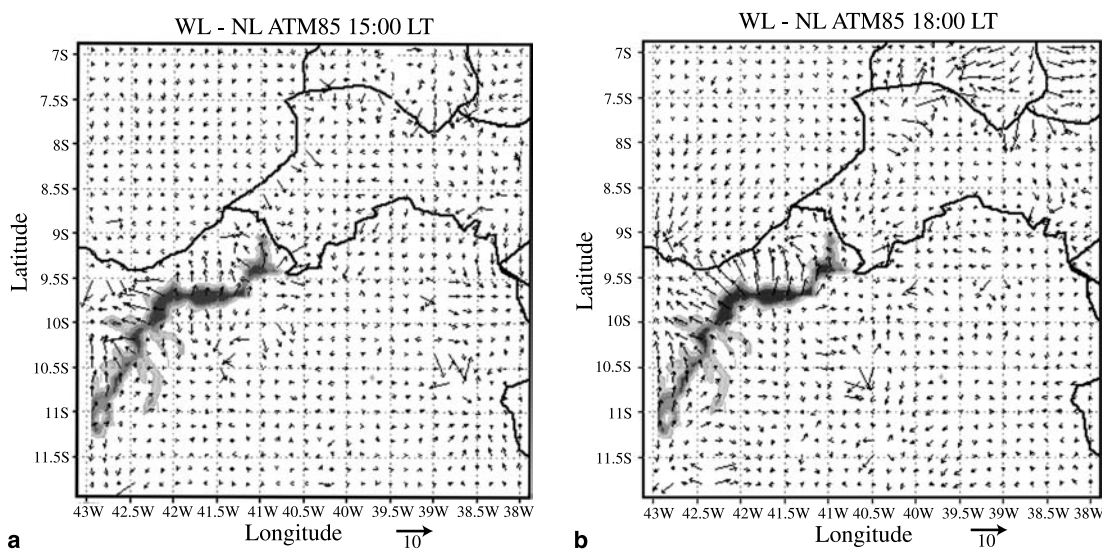 WL - NL ATM85 15:00 LT
7S
7.5S
8S
8.5S
9S
9.5S
10S
10.5S
11S
11.5S
Latitude
43W 42.5W 42W 41.5W 41W 40.5W 40W 39.5W 39W 38.5W 38W
Longitude
10
a
WL - NL ATM85 18:00 LT
7S
7.5S
8S
8.5S
9S
9.5S
10S
10.5S
11S
11.5S
Latitude
43W 42.5W 42W 41.5W 41W 40.5W 40W 39.5W 39W 38.5W 38W
Longitude
10
b